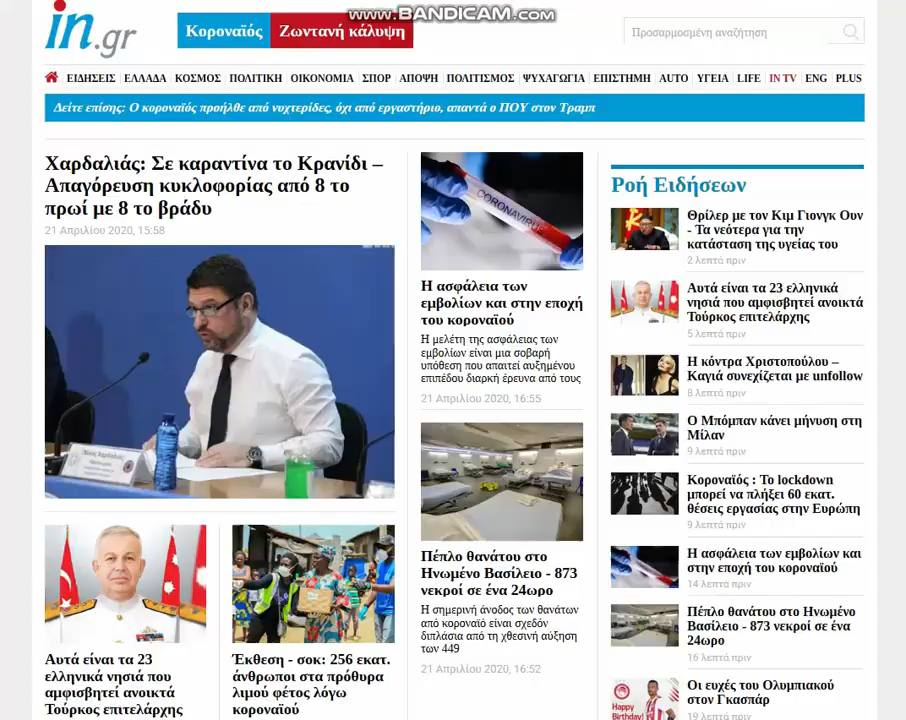 www.BANDICAM.com
in.gr
Κορωναϊός Ζωντανή κάλυψη
Προσαρμοσμένη αναζήτηση
ΕΙΔΗΣΕΙΣ ΕΛΛΑΔΑ ΚΟΣΜΟΣ ΠΟΛΙΤΙΚΗ ΟΙΚΟΝΟΜΙΑ ΣΠΟΡ ΑΠΟΨΗ ΠΟΛΙΤΙΣΜΟΣ ΨΥΧΑΓΩΓΙΑ ΕΠΙΣΤΗΜΗ AUTO ΥΓΕΙΑ LIFE IN TV ENG PLUS
Δείτε επίσης: Ο κοροναϊός προήλθε από νυχτερίδες, όχι από εργαστήριο, απαντά ο ΠΟΥ στον Τραμπ
Χαρδαλιάς: Σε καραντίνα το Κρανίδι –
Απαγόρευση κυκλοφορίας από 8 το
πρωί με 8 το βράδυ
21 Απριλίου 2020, 15:58
Αυτά είναι τα 23
ελληνικά νησιά που
αμφισβητεί ανοικτά
Τούρκος επιτελάρχης
Έκθεση - σοκ: 256 εκατ.
άνθρωποι στα πρόθυρα
λιμού φέτος λόγω
κοροναϊού
CORONAVIRUS
Η ασφάλεια των
εμβολίων και στην εποχή
του κοροναϊού
Η μελέτη της ασφάλειας των
εμβολίων είναι μια σοβαρή
υπόθεση που απαιτεί αυξημένου
επιπέδου διαρκή έρευνα από τους
21 Απριλίου 2020, 16:55
Πέπλο θανάτου στο
Ηνωμένο Βασίλειο - 873
νεκροί σε ένα 24ωρο
Η σημερινή άνοδος των θανάτων
από κοροναϊό είναι σχεδόν
διπλάσια από τη χθεσινή αύξηση
των 449
21 Απριλίου 2020, 16:52
Ροή Ειδήσεων
Θρίλερ με τον Κιμ Γιονγκ Ουν
- Τα νεότερα για την
κατάσταση της υγείας του
2 λεπτά πριν
Αυτά είναι τα 23 ελληνικά
νησιά που αμφισβητεί ανοικτά
Τούρκος επιτελάρχης
5 λεπτά πριν
Η κόντρα Χριστοπούλου –
Καγιά συνεχίζεται με unfollow
8 λεπτά πριν
Ο Μπόμπαν κάνει μήνυση στη
Μίλαν
9 λεπτά πριν
Κοροναϊός : Το lockdown
μπορεί να πλήξει 60 εκατ.
θέσεις εργασίας στην Ευρώπη
9 λεπτά πριν
Η ασφάλεια των εμβολίων και
στην εποχή του κοροναϊού
14 λεπτά πριν
Πέπλο θανάτου στο Ηνωμένο
Βασίλειο - 873 νεκροί σε ένα
24ωρο
16 λεπτά πριν
Happy
Birthday!
Οι ευχές του Ολυμπιακού
στον Γκασπάρ
19 λεπτά πριν